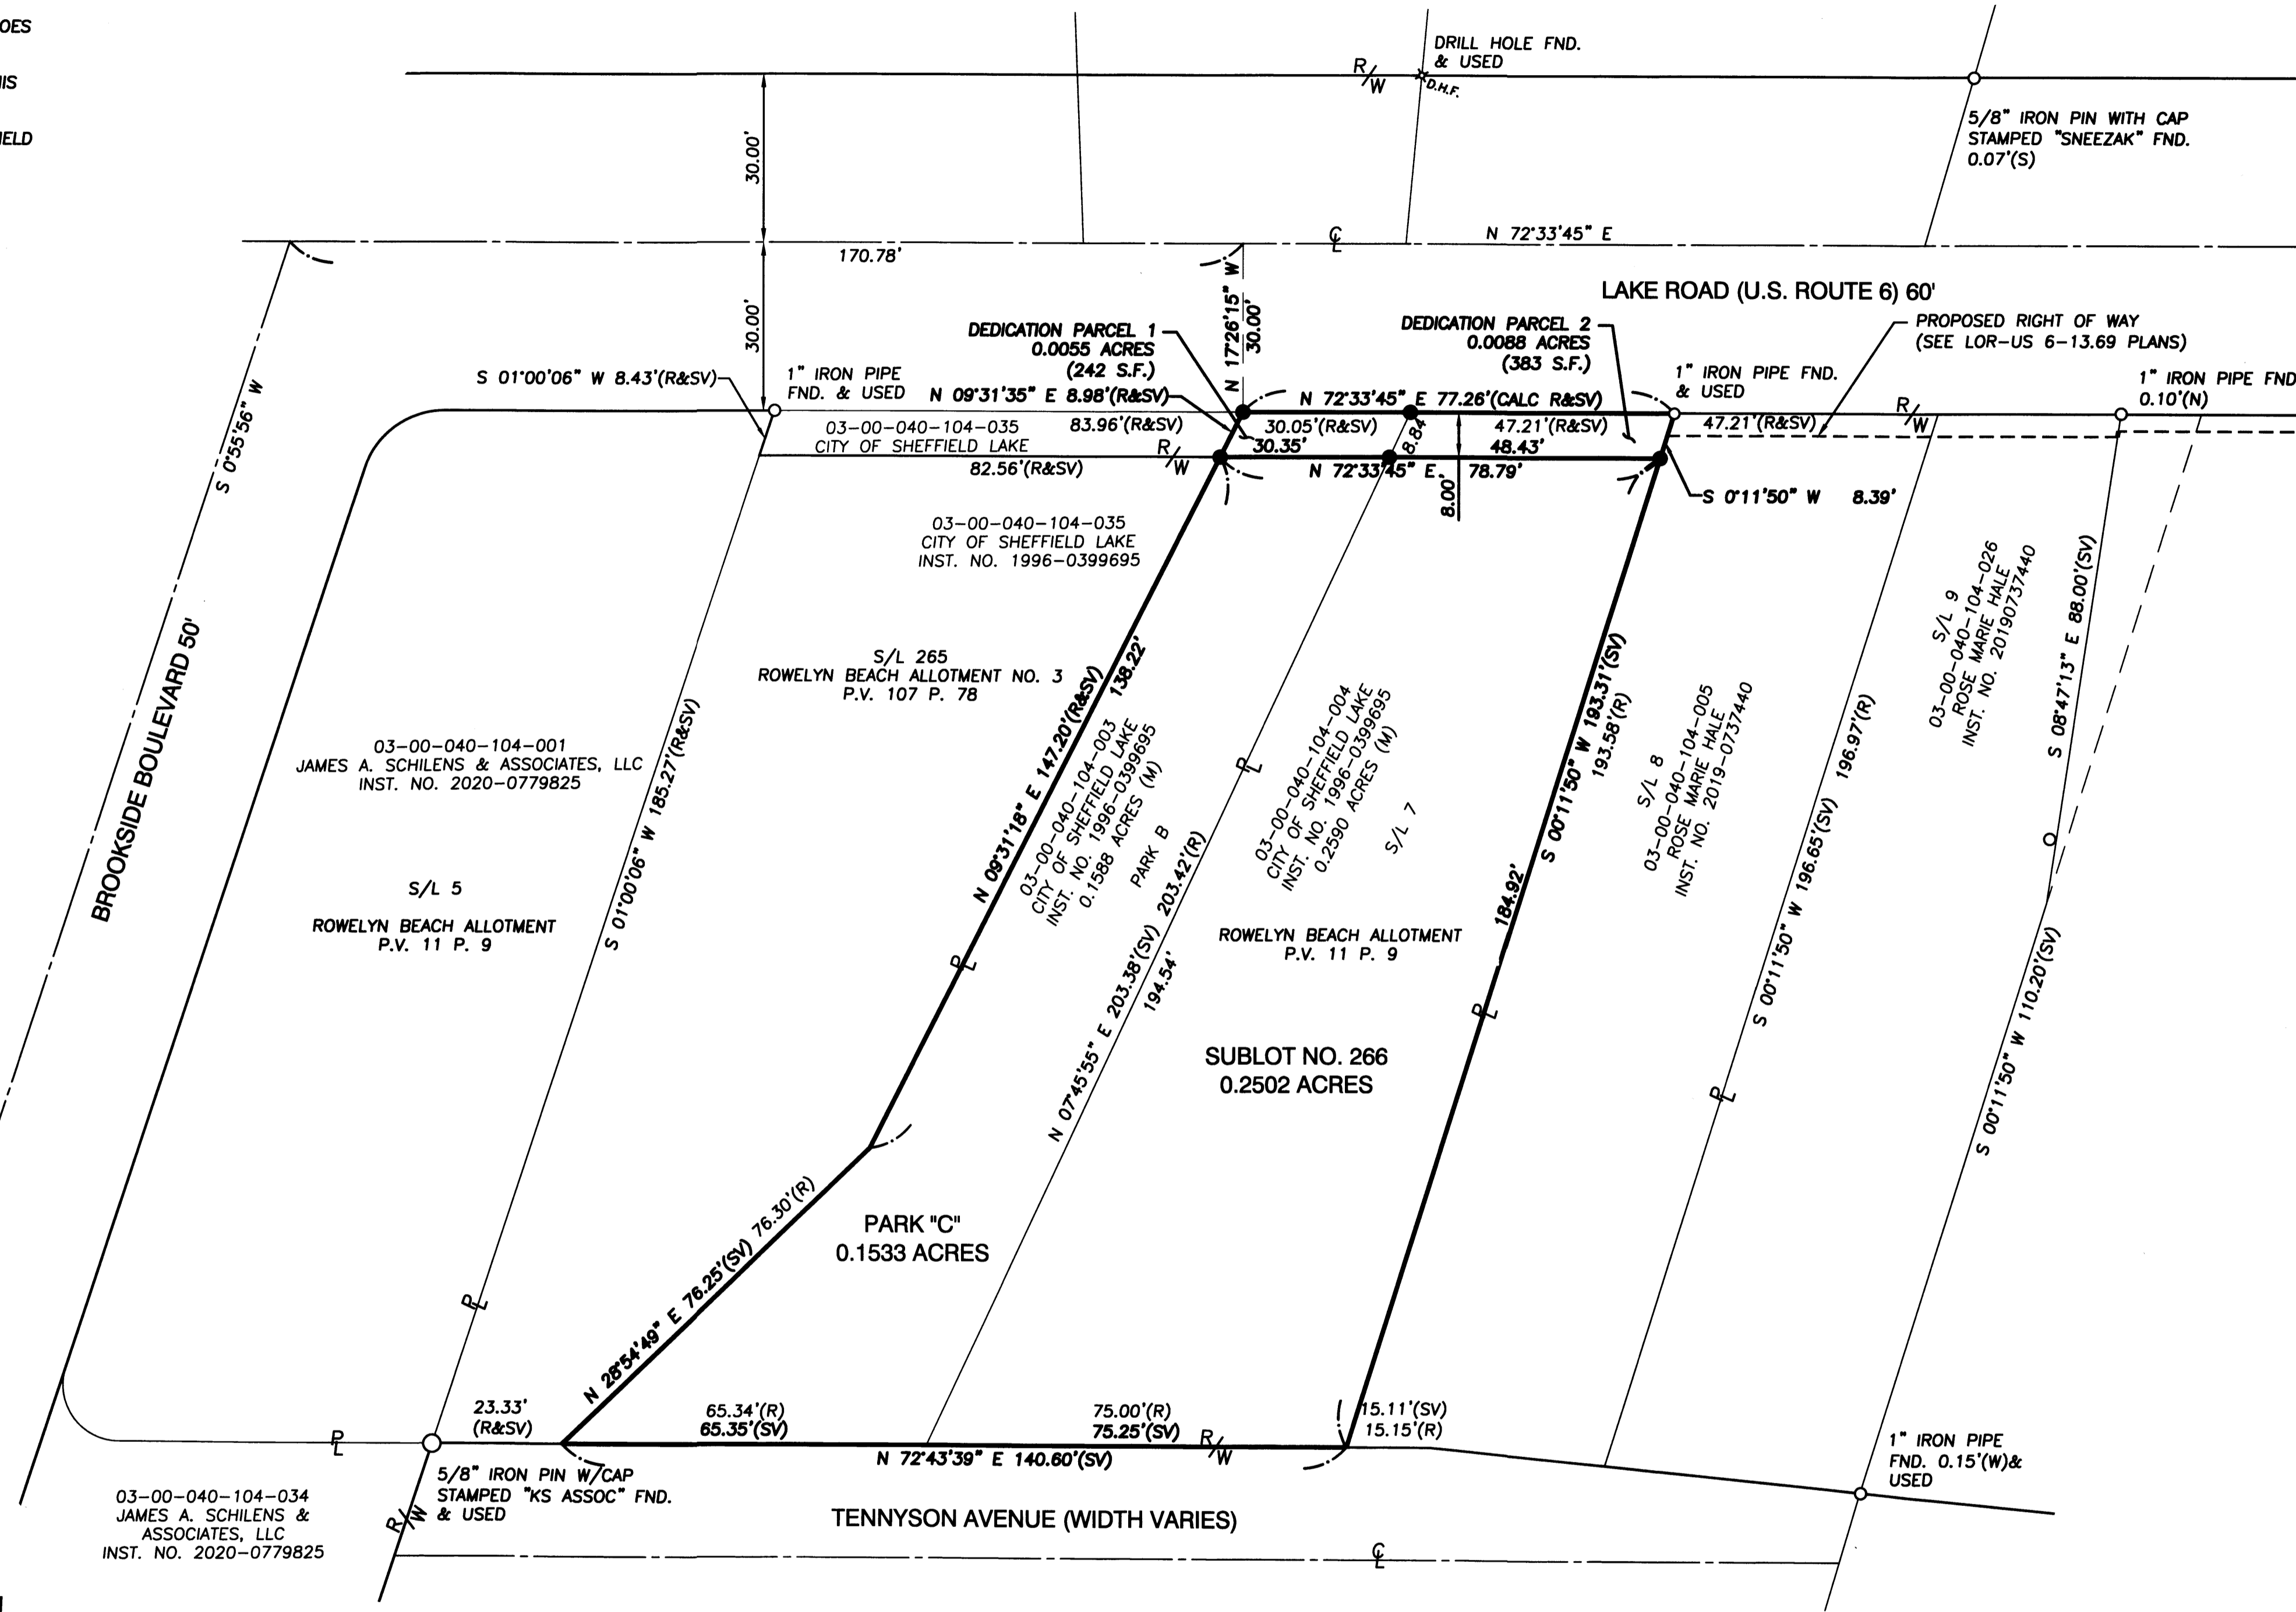 OES
IIS
IELD
DRILL HOLE FND.
& USED
R/W
D.H.F.
5/8" IRON PIN WITH CAP
STAMPED "SNEEZAK" FND.
0.07'(S)
30.00'
170.78'
CL
N 72°33'45" E
LAKE ROAD (U.S. ROUTE 6) 60'
30.00'
N 17°26'15" W
30.00'
DEDICATION PARCEL 1
0.0055 ACRES
(242 S.F.)
DEDICATION PARCEL 2
0.0088 ACRES
(383 S.F.)
PROPOSED RIGHT OF WAY
(SEE LOR-US 6-13.69 PLANS)
S 01°00'06" W 8.43'(R&SV)
1" IRON PIPE
FND. & USED
N 09°31'35" E 8.98'(R&SV)
N 72°33'45" E 77.26'(CALC R&SV)
1" IRON PIPE FND.
& USED
1" IRON PIPE FND
0.10'(N)
S 0°55'56" W
03-00-040-104-035
CITY OF SHEFFIELD LAKE
83.96'(R&SV)
30.05'(R&SV)
47.21'(R&SV)
47.21'(R&SV)
R/W
82.56'(R&SV)
R/W
30.35'
8.84'
48.43'
N 72°33'45" E
78.79'
8.00'
S 0°11'50" W 8.39'
03-00-040-104-035
CITY OF SHEFFIELD LAKE
INST. NO. 1996-0399695
S/L 265
ROWELYN BEACH ALLOTMENT NO. 3
P.V. 107 P. 78
BROOKSIDE BOULEVARD 50'
03-00-040-104-001
JAMES A. SCHILENS & ASSOCIATES, LLC
INST. NO. 2020-0779825
S/L 5
ROWELYN BEACH ALLOTMENT
P.V. 11 P. 9
S 01°00'06" W 185.27'(R&SV)
PL
N 09°31'18" E 147.20'(R&SV)
138.22'
PL
03-00-040-104-003
CITY OF SHEFFIELD LAKE
INST. NO. 1996-0399695
0.1588 ACRES (M)
PARK B
N 07°45'55" E 203.38'(SV) 203.42'(R)
194.54'
PL
03-00-040-104-004
CITY OF SHEFFIELD LAKE
INST. NO. 1996-0399695
0.2590 ACRES (M)
S/L 7
ROWELYN BEACH ALLOTMENT
P.V. 11 P. 9
SUBLOT NO. 266
0.2502 ACRES
S 00°11'50" W 193.31'(SV)
193.58'(R)
184.92'
PL
S/L 8
03-00-040-104-005
ROSE MARIE HALE
INST. NO. 2019-0737440
S 00°11'50" W 196.65'(SV) 196.97'(R)
PL
S/L 9
03-00-040-104-026
ROSE MARIE HALE
INST. NO. 20190737440
S 08°47'13" E 88.00'(SV)
S 00°11'50" W 110.20'(SV)
N 28°54'49" E 76.25'(SV) 76.30'(R)
PARK "C"
0.1533 ACRES
PL
23.33'
(R&SV)
65.34'(R)
65.35'(SV)
75.00'(R)
75.25'(SV)
R/W
15.11'(SV)
15.15'(R)
N 72°43'39" E 140.60'(SV)
5/8" IRON PIN W/CAP
STAMPED "KS ASSOC" FND.
& USED
R/W
1" IRON PIPE
FND. 0.15'(W)&
USED
03-00-040-104-034
JAMES A. SCHILENS &
ASSOCIATES, LLC
INST. NO. 2020-0779825
TENNYSON AVENUE (WIDTH VARIES)
CL